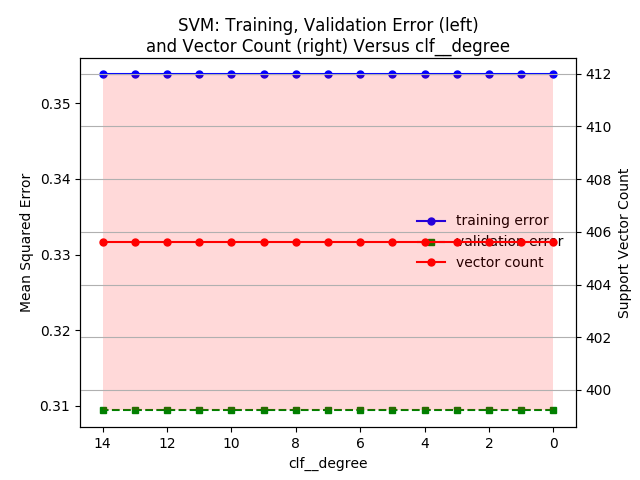 SVM: Training, Validation Error (left)
and Vector Count (right) Versus clf__degree
Mean Squared Error
0.35
0.34
0.33
0.32
0.31
training error
validation error
vector count
412
410
408
406
404
402
400
Support Vector Count
14 12 10 8 6 4 2 0
clf__degree